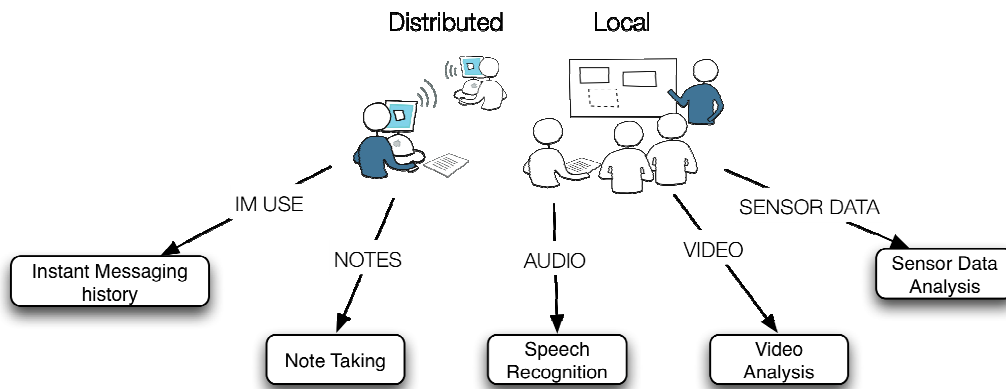 Distributed
Local
IM USE
SENSOR DATA
NOTES
AUDIO
VIDEO
Instant Messaging
history
Sensor Data
Analysis
Note Taking
Speech
Recognition
Video
Analysis